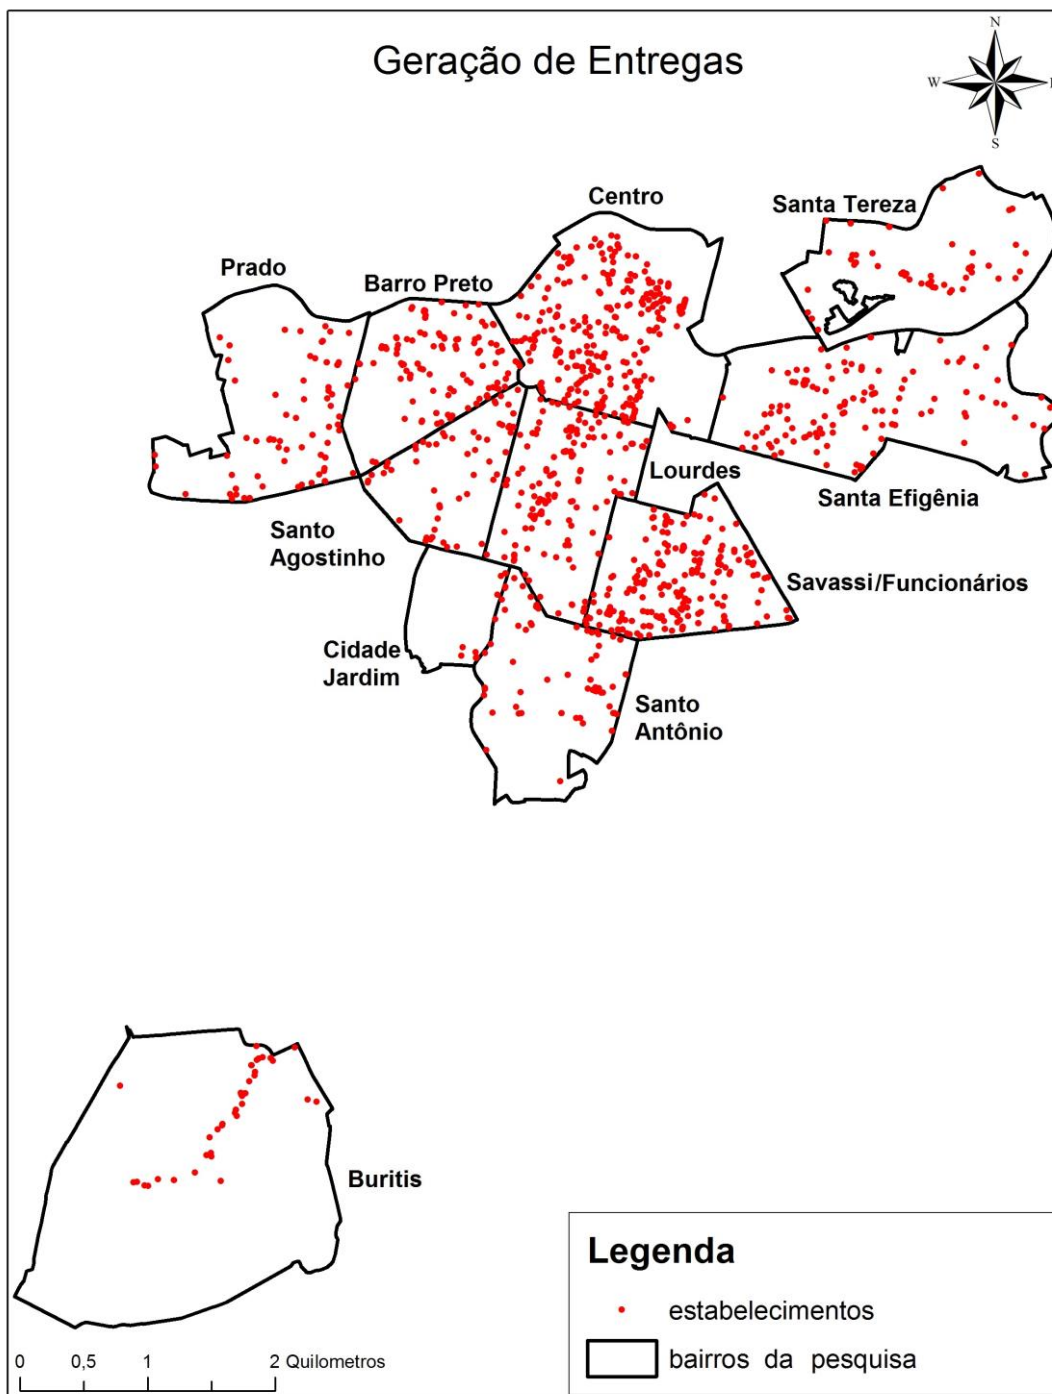 Geração de Entregas
N
W
S
Centro
Santa Tereza
Prado
Barro Preto
Lourdes
Santa Efigênia
Santo
Agostinho
Savassi/Funcionários
Cidade
Jardim
Santo
Antônio
Buritis
Legenda
estabelecimentos
bairros da pesquisa
0 0,5 1 2 Quilometros